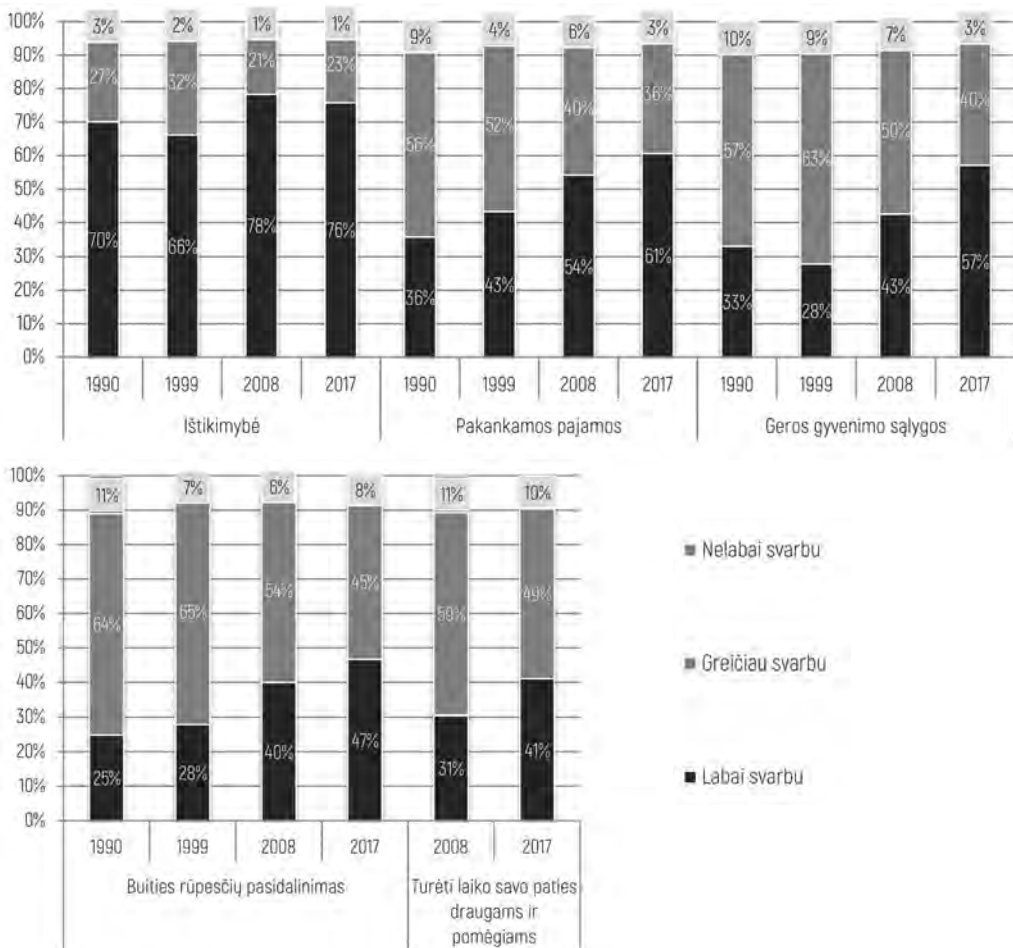 100%
90%
80%
70%
60%
50%
40%
30%
20%
10%
0%
3% 2% 1% 1% 9% 4% 6% 3% 10% 9% 7% 3%
27% 32% 21% 23% 56% 52% 40% 36% 57% 63% 50% 40%
70% 66% 78% 76% 36% 43% 54% 61% 33% 28% 43% 57%
1990 1999 2008 2017 1990 1999 2008 2017 1990 1999 2008 2017
Ištikimybė Pakankamos pajamos Geros gyvenimo sąlygos
100%
90%
80%
70%
60%
50%
40%
30%
20%
10%
0%
11% 7% 6% 8% 11% 10%
64% 65% 54% 45% 59% 49%
25% 28% 40% 47% 31% 41%
1990 1999 2008 2017 2008 2017
Buities rūpesčių pasidalinimas
Turėti laiko savo paties
draugams ir
pomėgiams
Nelabai svarbu
Greičiau svarbu
Labai svarbu